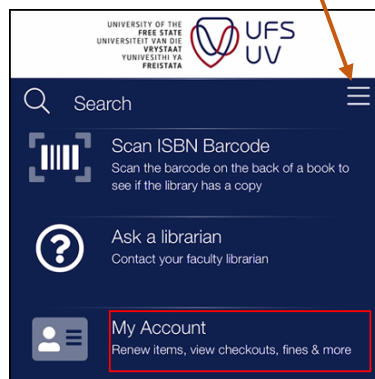 UNIVERSITY OF THE
FREE STATE
UNIVERSITEIT VAN DIE
VRYSTAAT
YUNIVESITHI YA
FREISTATA
UFS
UV
Search
Scan ISBN Barcode
Scan the barcode on the back of a book to
see if the library has a copy
Ask a librarian
Contact your faculty librarian
My Account
Renew items, view checkouts, fines & more